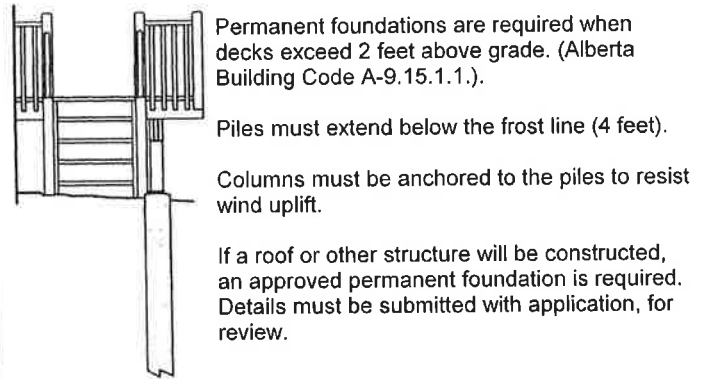 Permanent foundations are required when
decks exceed 2 feet above grade. (Alberta
Building Code A-9.15.1.1.).
Piles must extend below the frost line (4 feet).
Columns must be anchored to the piles to resist
wind uplift.
If a roof or other structure will be constructed,
an approved permanent foundation is required.
Details must be submitted with application, for
review.